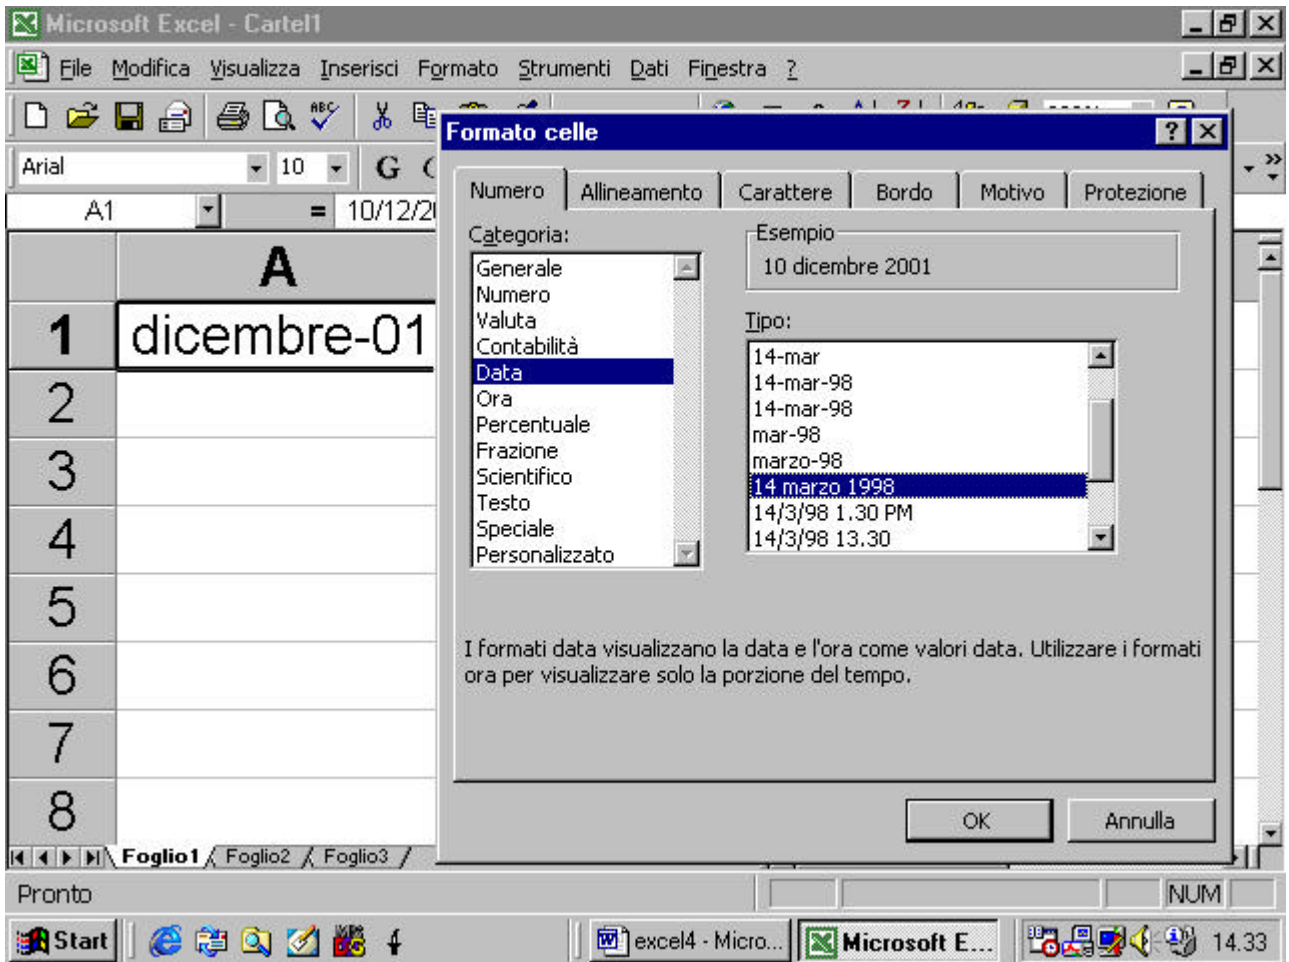 Microsoft Excel - Cartel1
File Modifica Visualizza Inserisci Formato Strumenti Dati Finestra ?
ABC
Arial 10 G
A1 = 10/12/2
A
1 dicembre-01
2
3
4
5
6
7
8
Formato celle
Numero Allineamento Carattere Bordo Motivo Protezione
Categoria:
Generale
Numero
Valuta
Contabilità
Data
Ora
Percentuale
Frazione
Scientifico
Testo
Speciale
Personalizzato
Esempio
10 dicembre 2001
Tipo:
14-mar
14-mar-98
14-mar-98
mar-98
marzo-98
14 marzo 1998
14/3/98 1.30 PM
14/3/98 13.30
I formati data visualizzano la data e l'ora come valori data. Utilizzare i formati
ora per visualizzare solo la porzione del tempo.
OK Annulla
Foglio1 Foglio2 Foglio3
Pronto NUM
Start excel4 - Micro... Microsoft E... 14.33